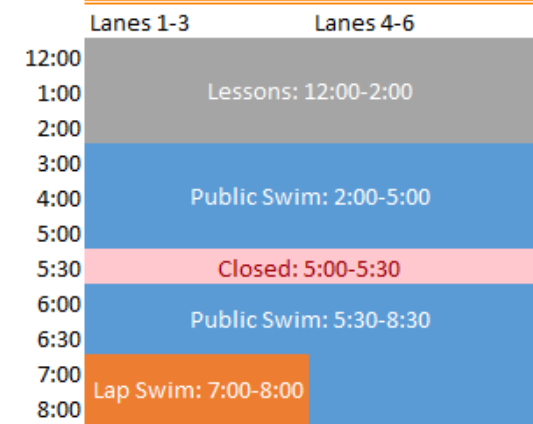 Lanes 1-3 Lanes 4-6
12:00
1:00 Lessons: 12:00-2:00
2:00
3:00
4:00 Public Swim: 2:00-5:00
5:00
5:30 Closed: 5:00-5:30
6:00 Public Swim: 5:30-8:30
6:30
7:00 Lap Swim: 7:00-8:00
8:00